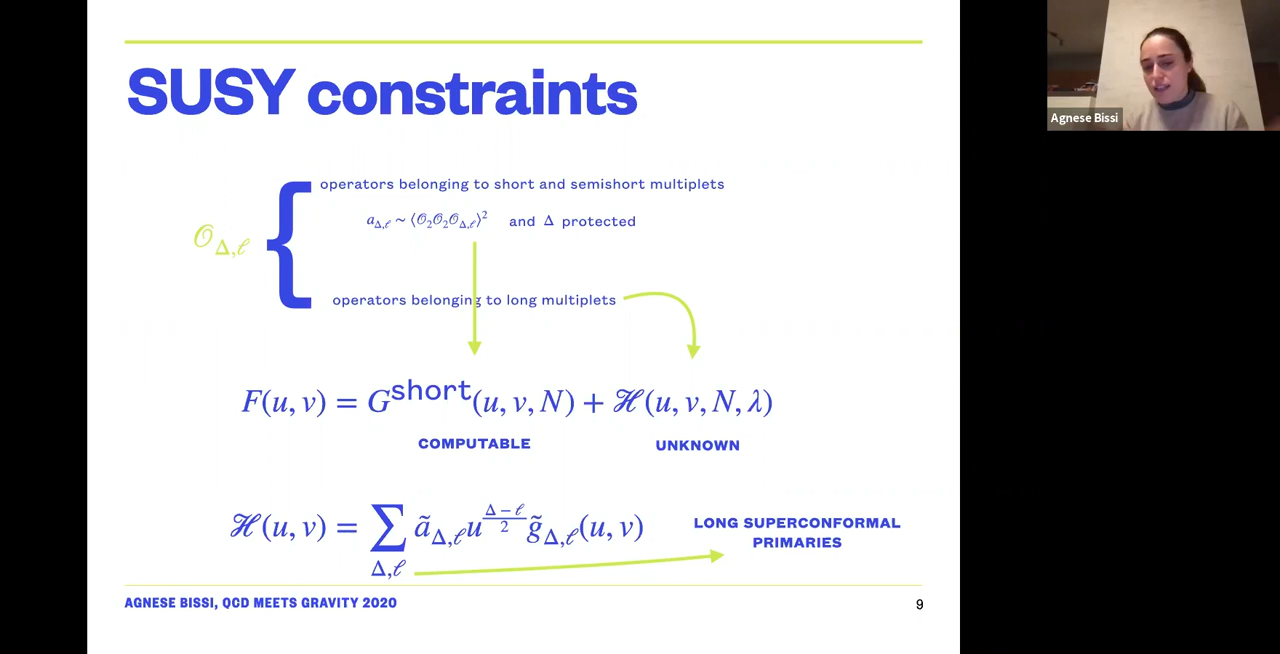 SUSY constraints
Agnese Bissi
operators belonging to short and semishort multiplets
𝒪_{Δ,ℓ}
{
a_{Δ,ℓ} ~ ⟨𝒪₂𝒪₂𝒪_{Δ,ℓ}⟩² and Δ protected
operators belonging to long multiplets
F(u, v) = G^{short}(u, v, N) + ℋ(u, v, N, λ)
COMPUTABLE
UNKNOWN
ℋ(u, v) = ∑_{Δ,ℓ} ã_{Δ,ℓ} u^{\frac{Δ−ℓ}{2}} g̃_{Δ,ℓ}(u, v)
LONG SUPERCONFORMAL
PRIMARIES
AGNESE BISSI, QCD MEETS GRAVITY 2020
9